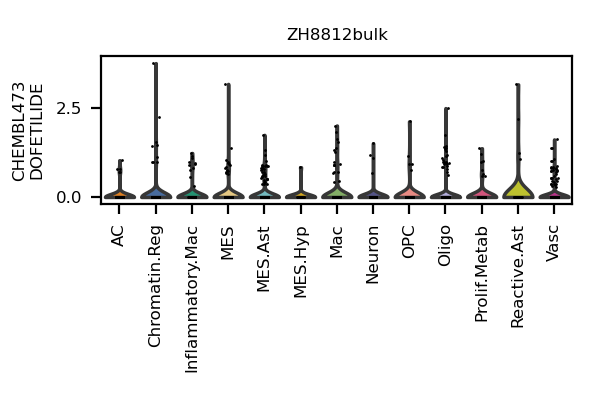 ZH8812bulk
CHEMBL473
DOFETILIDE
2.5
0.0
AC
Chromatin.Reg
Inflammatory.Mac
MES
MES.Ast
MES.Hyp
Mac
Neuron
OPC
Oligo
Prolif.Metab
Reactive.Ast
Vasc